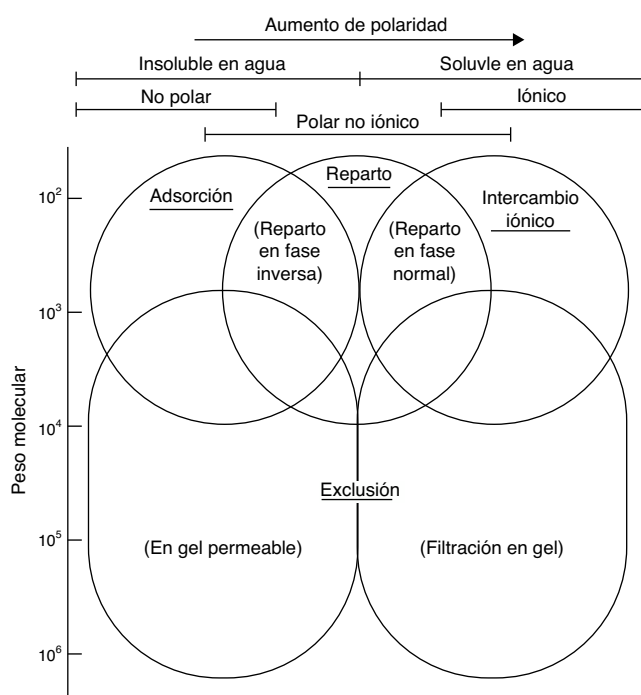 Aumento de polaridad
Insoluble en agua
Soluvle en agua
No polar
Iónico
Polar no iónico
Peso molecular
10²
10³
10⁴
10⁵
10⁶
Adsorción
Reparto
Intercambio
iónico
(Reparto
en fase
inversa)
(Reparto
en fase
normal)
Exclusión
(En gel permeable)
(Filtración en gel)